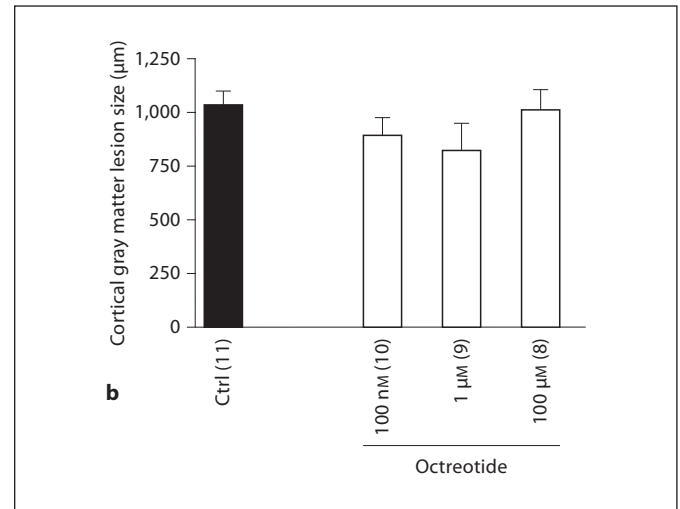 Cortical gray matter lesion size (µm)
1,250
1,000
750
500
250
0
Ctrl (11)
100 nM (10)
1 µM (9)
100 µM (8)
Octreotide
b